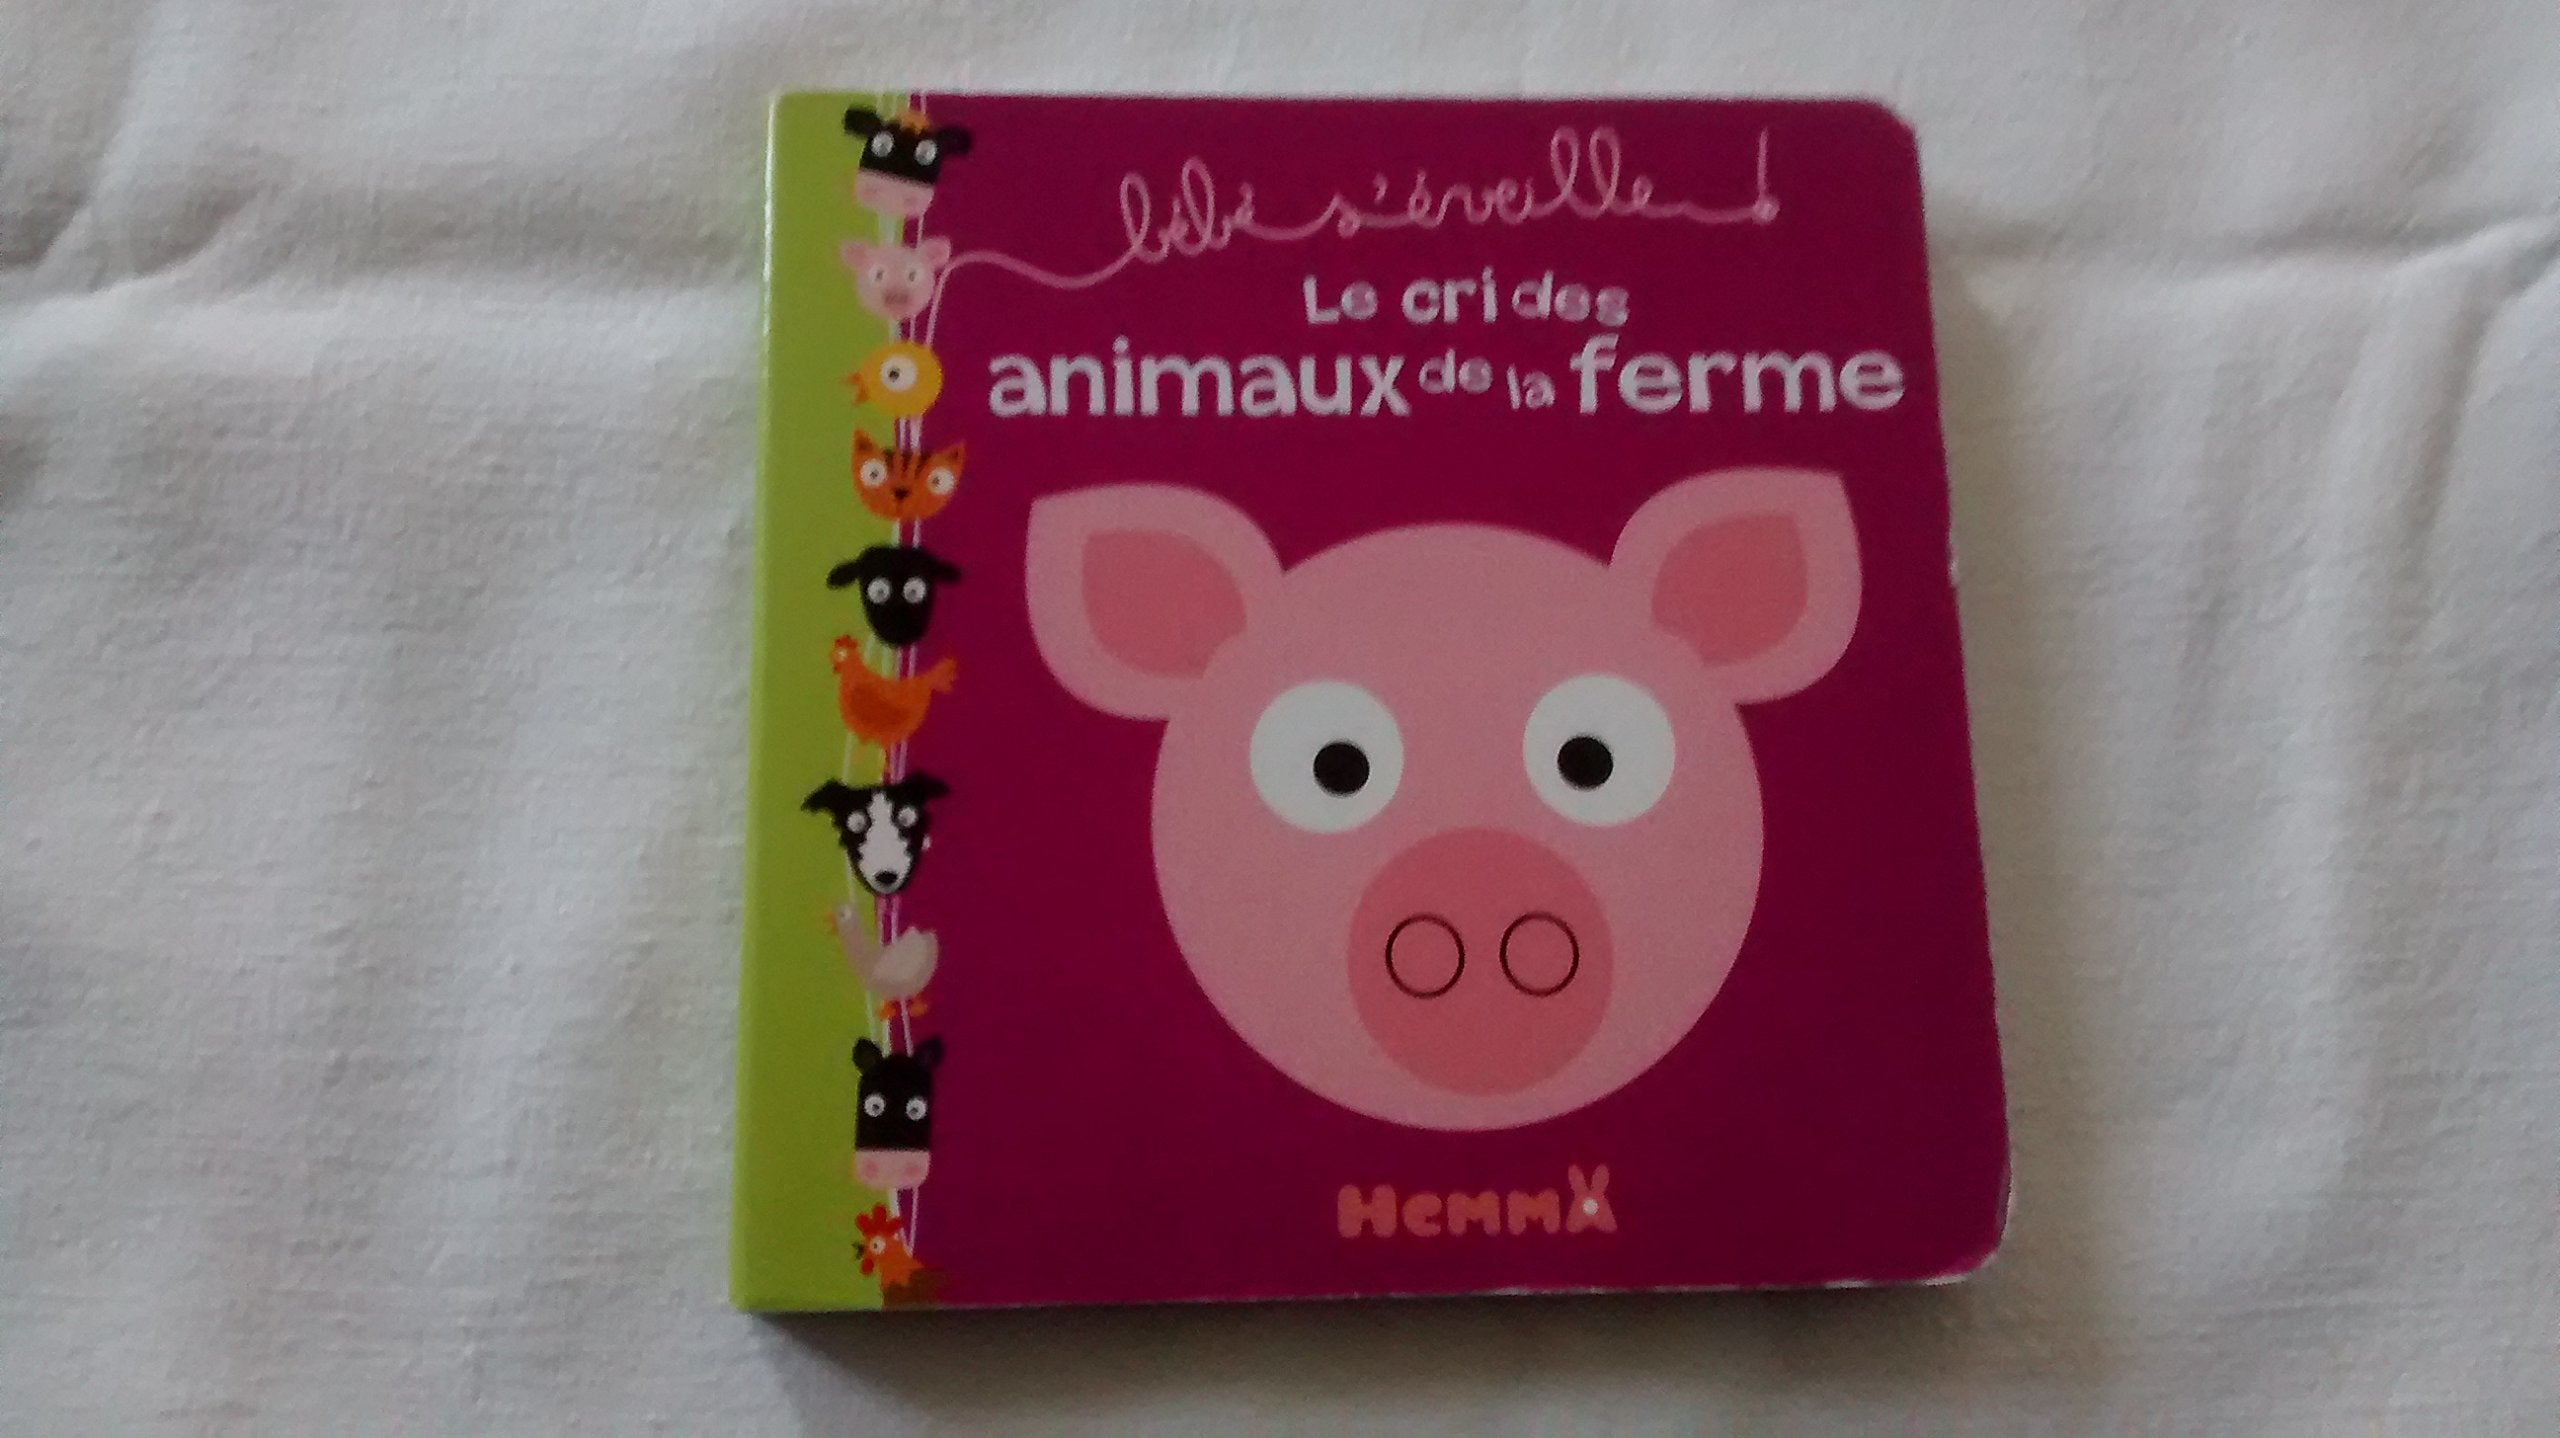 bébé s'éveille!
Le cri des
animaux de la ferme
Hemma